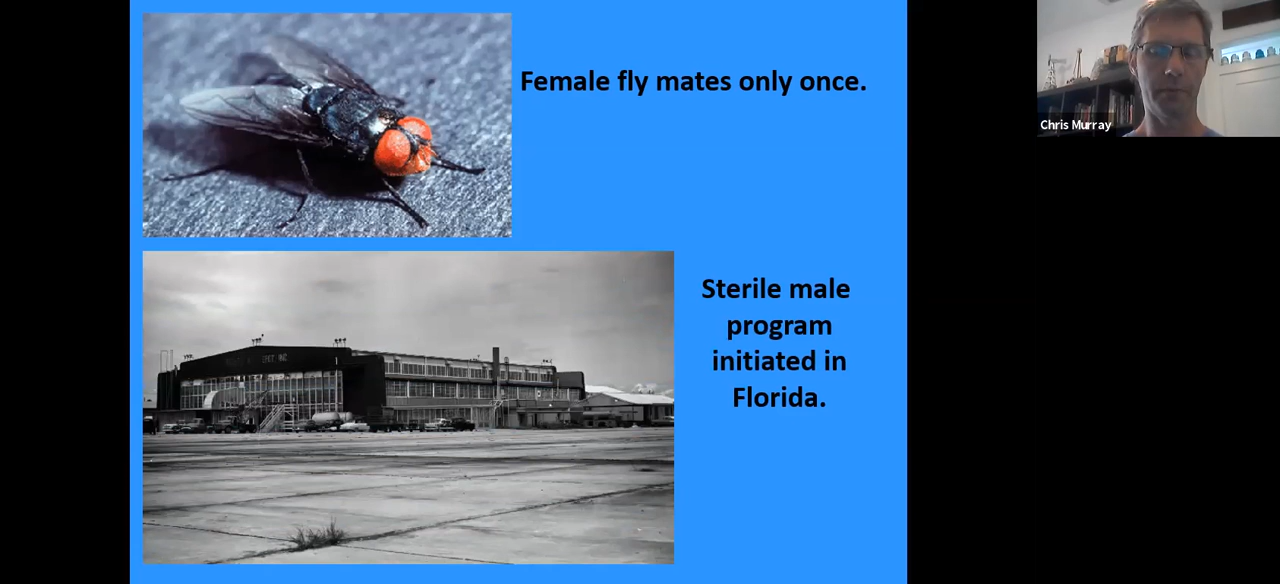 Female fly mates only once.
Chris Murray
Sterile male
program
initiated in
Florida.